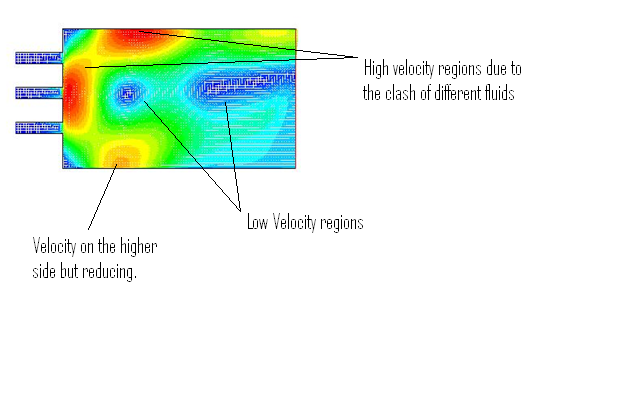 High velocity regions due to
the clash of different fluids
Low Velocity regions
Velocity on the higher
side but reducing.